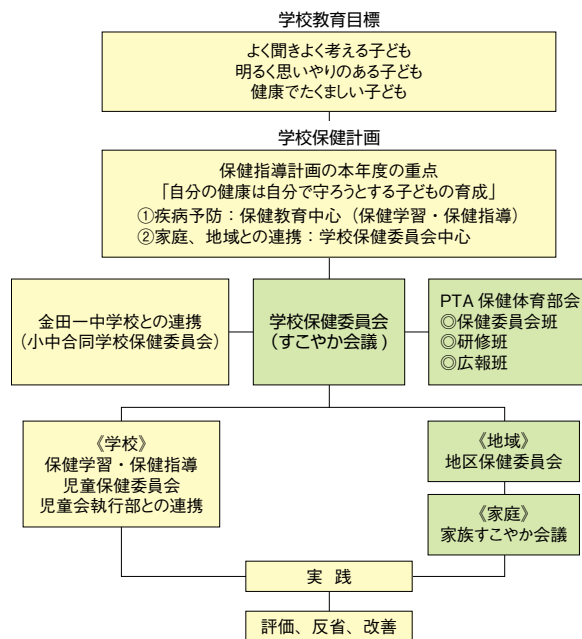 学校教育目標
よく聞きよく考える子ども
明るく思いやりのある子ども
健康でたくましい子ども
学校保健計画
保健指導計画の本年度の重点
「自分の健康は自分で守ろうとする子どもの育成」
①疾病予防：保健教育中心（保健学習・保健指導）
②家庭、地域との連携：学校保健委員会中心
金田一中学校との連携
（小中合同学校保健委員会）
学校保健委員会
（すこやか会議）
PTA 保健体育部会
◎保健委員会班
◎研修班
◎広報班
《学校》
保健学習・保健指導
児童保健委員会
児童会執行部との連携
《地域》
地区保健委員会
《家庭》
家族すこやか会議
実　践
評価、反省、改善